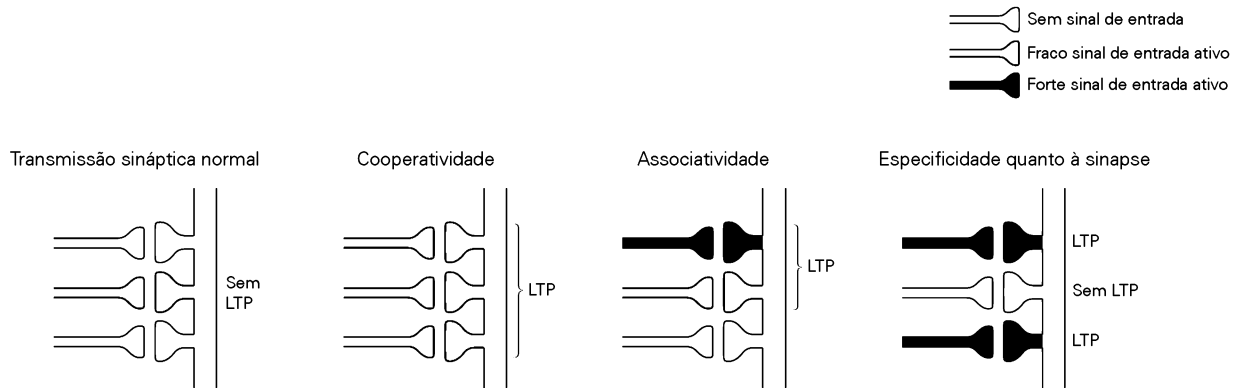 Sem sinal de entrada
Fraco sinal de entrada ativo
Forte sinal de entrada ativo
Transmissão sináptica normal
Cooperatividade
Associatividade
Especificidade quanto à sinapse
Sem
LTP
LTP
LTP
LTP
Sem LTP
LTP